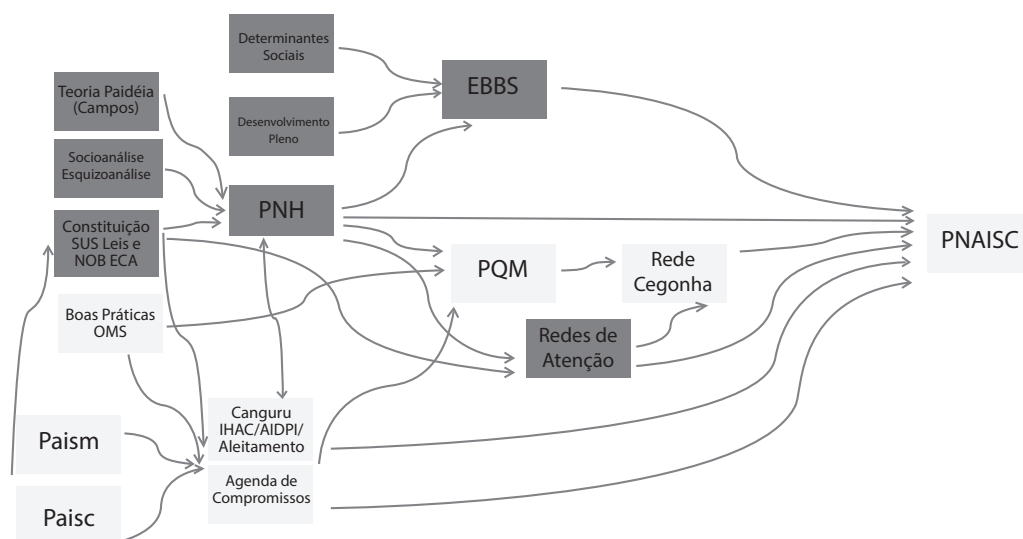 Determinantes
Sociais
EBBS
Teoria Paidéia
(Campos)
Desenvolvimento
Pleno
Socioanálise
Esquizoanálise
PNH
Constituição
SUS Leis e
NOB ECA
PNAISC
PQM
Rede
Cegonha
Boas Práticas
OMS
Redes de
Atenção
Canguru
IHAC/AIDPI/
Aleitamento
Paism
Agenda de
Compromissos
Paisc